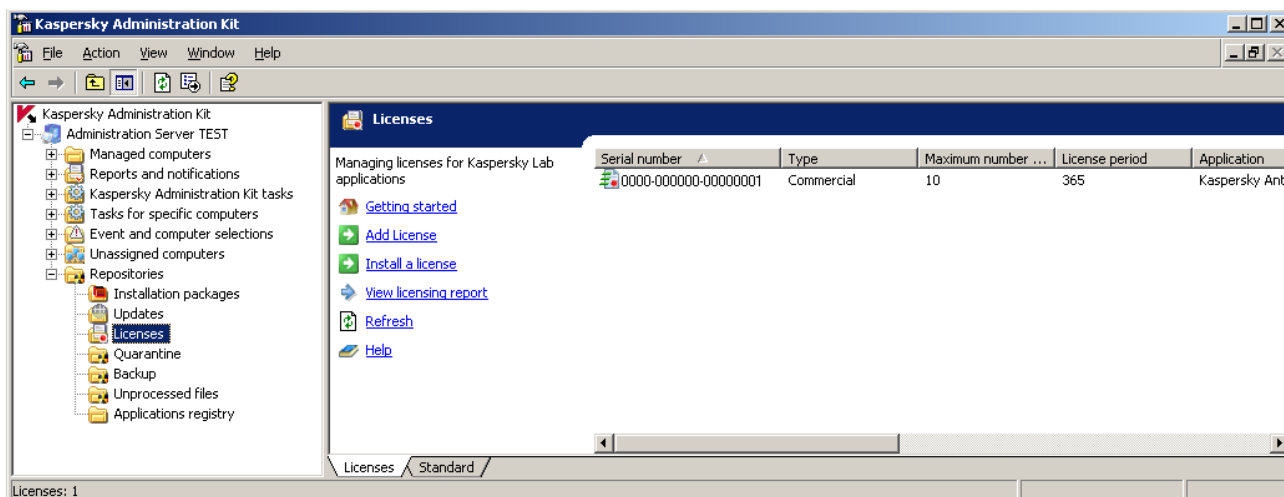 Kaspersky Administration Kit
File Action View Window Help
Kaspersky Administration Kit
Administration Server TEST
Managed computers
Reports and notifications
Kaspersky Administration Kit tasks
Tasks for specific computers
Event and computer selections
Unassigned computers
Repositories
Installation packages
Updates
Licenses
Quarantine
Backup
Unprocessed files
Applications registry
Licenses
Managing licenses for Kaspersky Lab
applications
Getting started
Add License
Install a license
View licensing report
Refresh
Help
Serial number Type Maximum number ... License period Application
0000-000000-00000001 Commercial 10 365 Kaspersky Ant
Licenses Standard
Licenses: 1